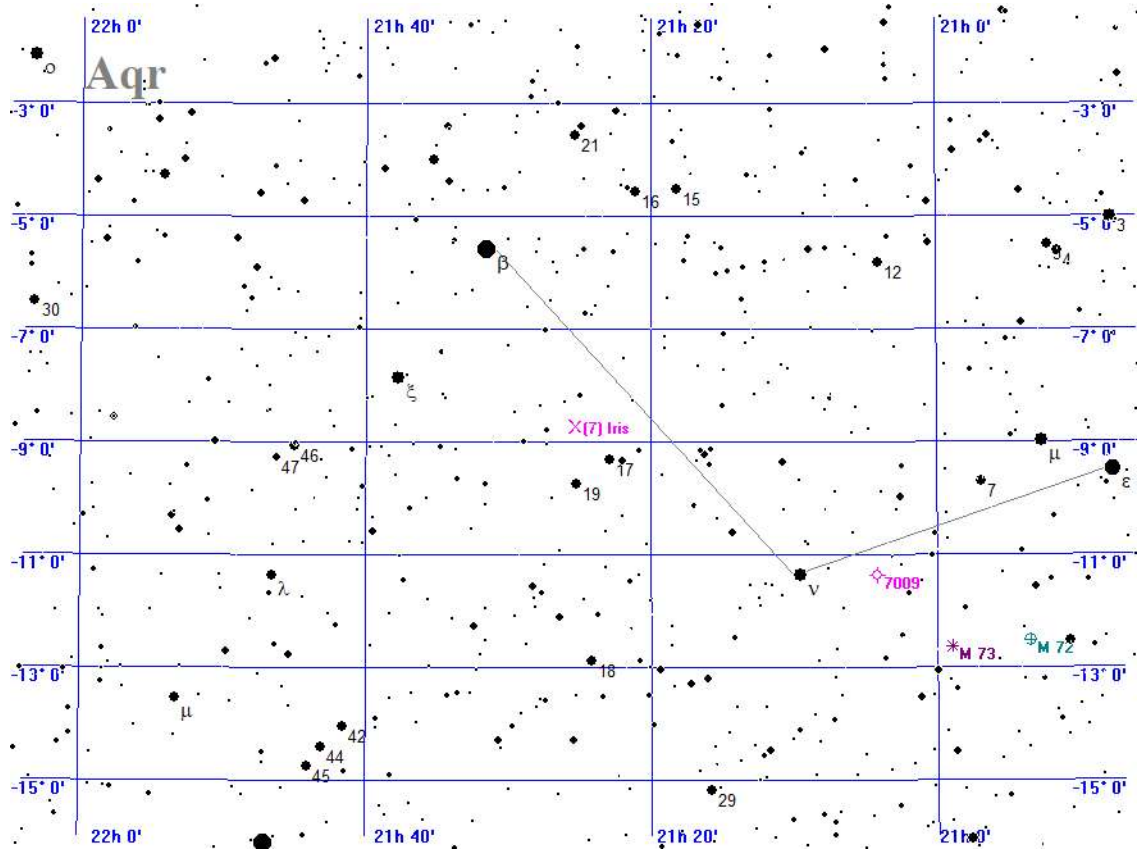 22h 0' 21h 40' 21h 20' 21h 0'
ο
Aqr
-3° 0' -3° 0'
21
16 15
-5° 0' -5° 0'
3
β 12 5 4
30
-7° 0' -7° 0'
ξ
(7) Iris
-9° 0' -9° 0'
47 46 17 μ
19 7 ε
-11° 0' -11° 0'
λ ν 7009
M 73 M 72
18
-13° 0' -13° 0'
μ
42
44
45
-15° 0' -15° 0'
29
22h 0' 21h 40' 21h 20' 21h 0'